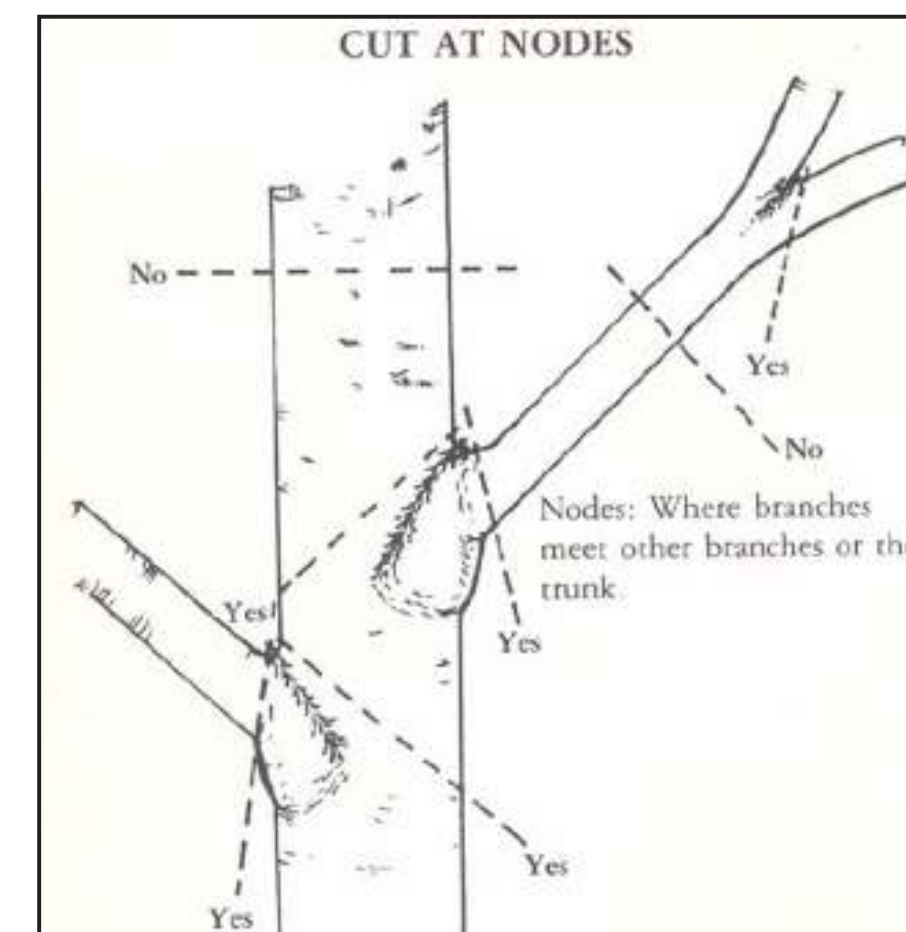 CUT AT NODES
No
Yes
No
Nodes: Where branches
meet other branches or the
trunk.
Yes
Yes
Yes
Yes